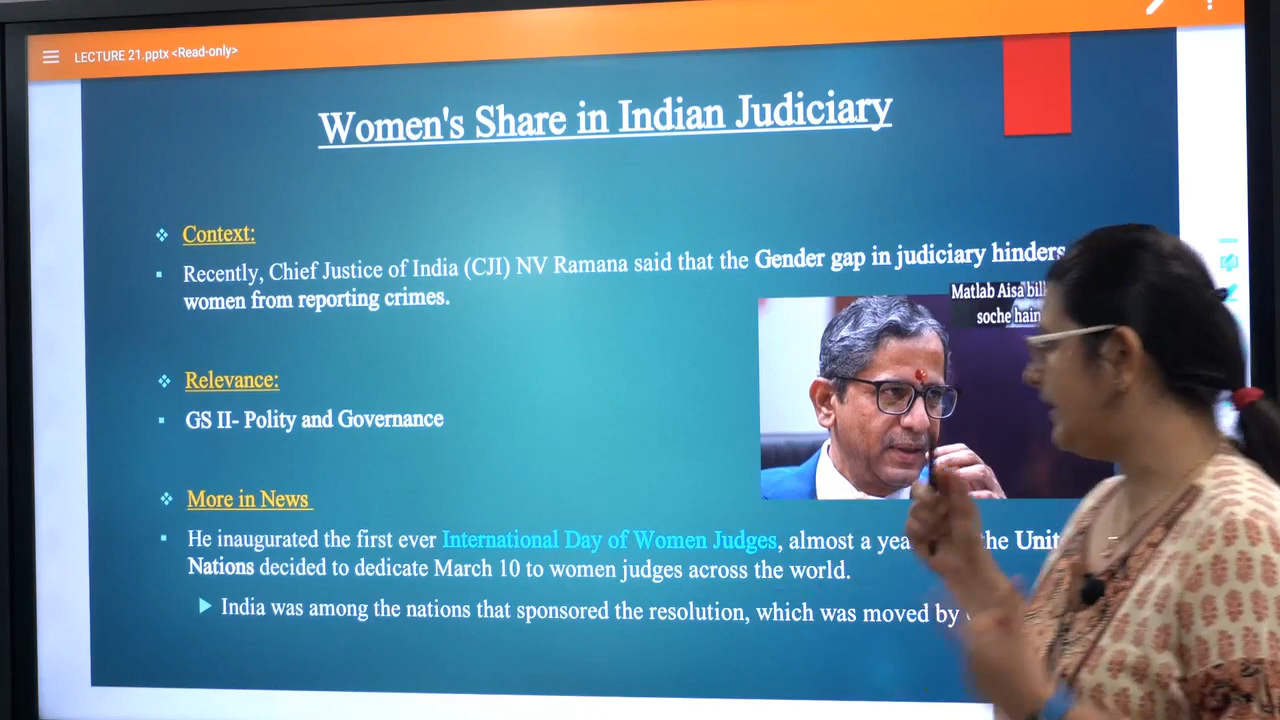 LECTURE 21.pptx <Read-only>
Women's Share in Indian Judiciary
Context:
Recently, Chief Justice of India (CJI) NV Ramana said that the Gender gap in judiciary hinders
women from reporting crimes.
Matlab Aisa
soche hain
Relevance:
GS II- Polity and Governance
More in News
He inaugurated the first ever International Day of Women Judges, almost a the
Nations decided to dedicate March 10 to women judges across the world.
India was among the nations that sponsored the resolution, which was moved by